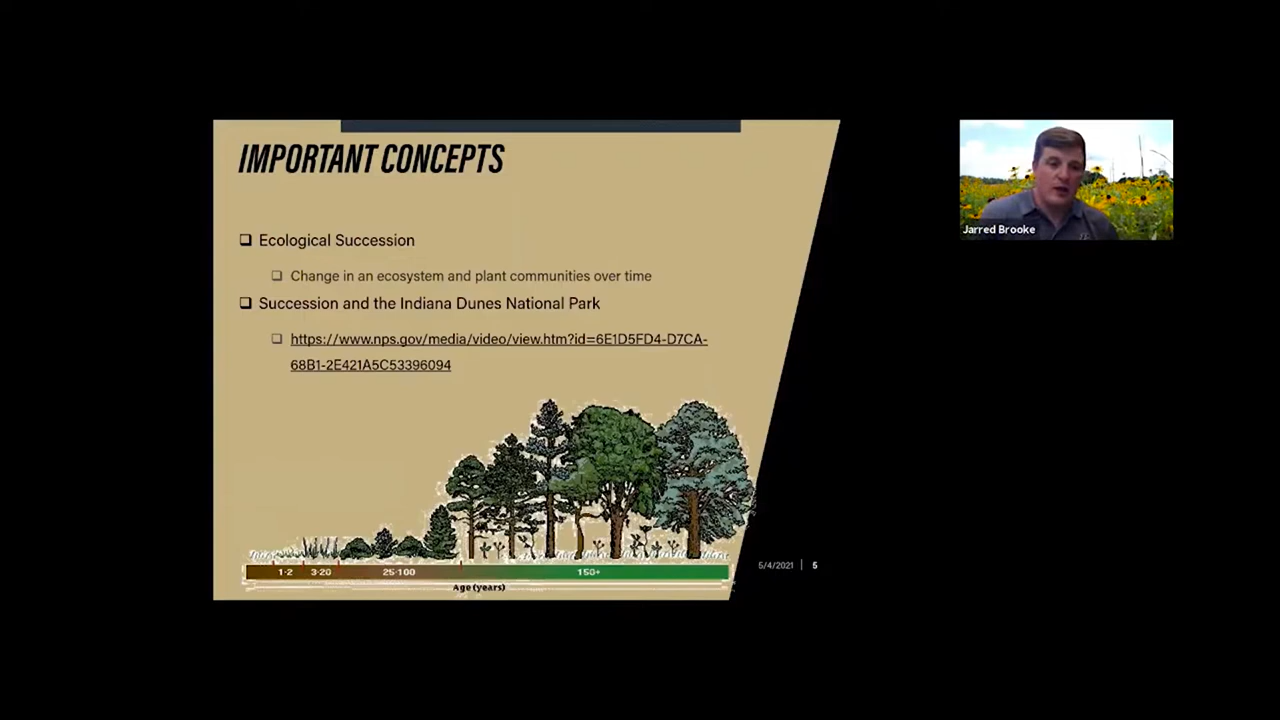 IMPORTANT CONCEPTS
Ecological Succession
Change in an ecosystem and plant communities over time
Succession and the Indiana Dunes National Park
https://www.nps.gov/media/video/view.htm?id=6E1D5FD4-D7CA-
68B1-2E421A5C53396094
1-2 3-20 25-100 150+
Age (years)
5/4/2021 | 5
Jarred Brooke